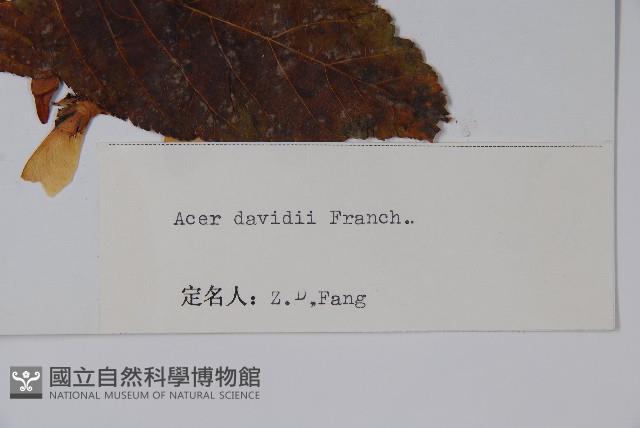 Acer davidii Franch..
定名人: Z.D,Fang
國立自然科學博物館
NATIONAL MUSEUM OF NATURAL SCIENCE